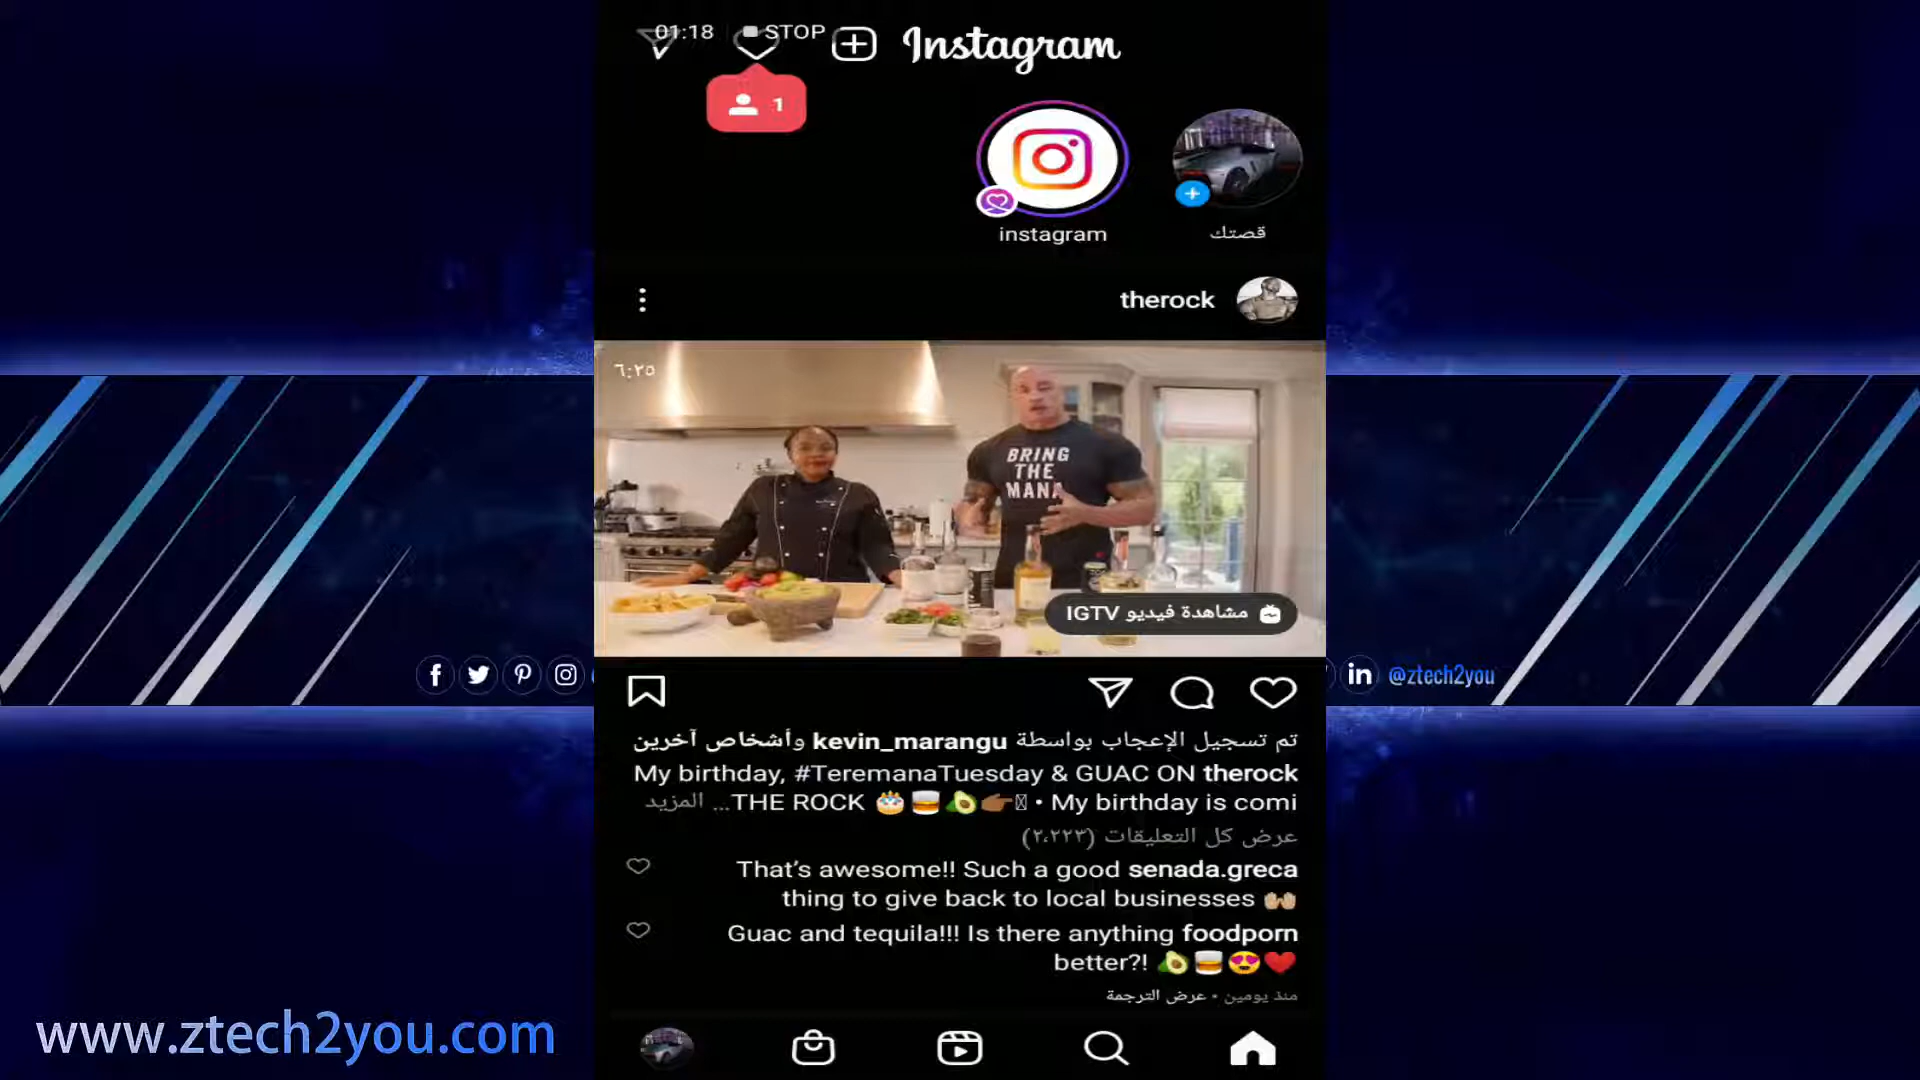 01:18 STOP
Instagram
1
instagram
قصتك
therock
٦:٢٥
BRING
THE
MANA
مشاهدة فيديو IGTV
@ztech2you
تم تسجيل الإعجاب بواسطة kevin_marangu وأشخاص آخرين
therock My birthday, #TeremanaTuesday & GUAC ON
THE ROCK 🎂🥃🥑👉🏾 • My birthday is comi... المزيد
عرض كل التعليقات (٢،٢٢٣)
senada.greca That’s awesome!! Such a good
thing to give back to local businesses 🙌🏼
foodporn Guac and tequila!!! Is there anything
better?! 🥑🥃😍❤️
منذ يومين • عرض الترجمة
www.ztech2you.com